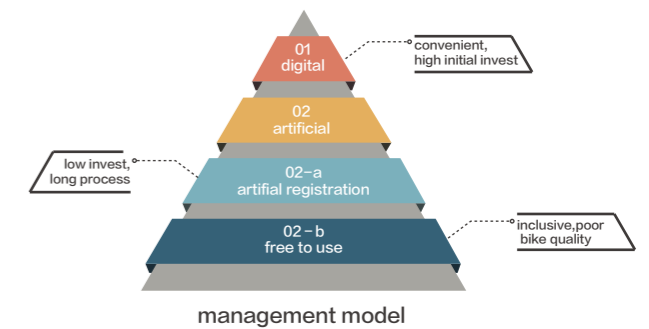 01
digital
convenient,
high initial invest
02
artificial
low invest,
long process
02-a
artifial registration
02-b
free to use
inclusive,poor
bike quality
management model